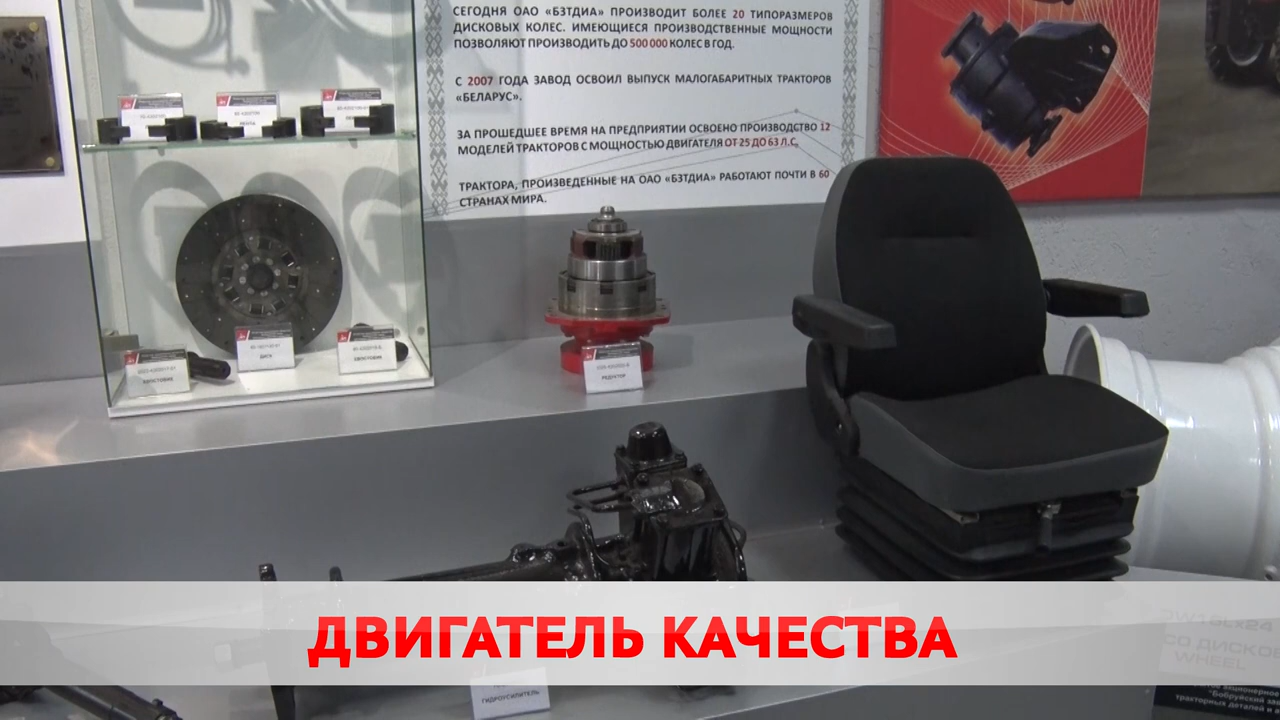 СЕГОДНЯ ОАО «БЗТДИА» ПРОИЗВОДИТ БОЛЕЕ 20 ТИПОРАЗМЕРОВ
ДИСКОВЫХ КОЛЕС. ИМЕЮЩИЕСЯ ПРОИЗВОДСТВЕННЫЕ МОЩНОСТИ
ПОЗВОЛЯЮТ ПРОИЗВОДИТЬ ДО 500 000 КОЛЕС В ГОД.
С 2007 ГОДА ЗАВОД ОСВОИЛ ВЫПУСК МАЛОГАБАРИТНЫХ ТРАКТОРОВ
«БЕЛАРУС».
ЗА ПРОШЕДШЕЕ ВРЕМЯ НА ПРЕДПРИЯТИИ ОСВОЕНО ПРОИЗВОДСТВО 12
МОДЕЛЕЙ ТРАКТОРОВ С МОЩНОСТЬЮ ДВИГАТЕЛЯ ОТ 25 ДО 63 Л.С.
ТРАКТОРА, ПРОИЗВЕДЕННЫЕ НА ОАО «БЗТДИА» РАБОТАЮТ ПОЧТИ В 60
СТРАНАХ МИРА.
ДИСК
ХВОСТОВИК
ХВОСТОВИК
РЕДУКТОР
ДВИГАТЕЛЬ КАЧЕСТВА
ГИДРОУСИЛИТЕЛЬ
WHEEL